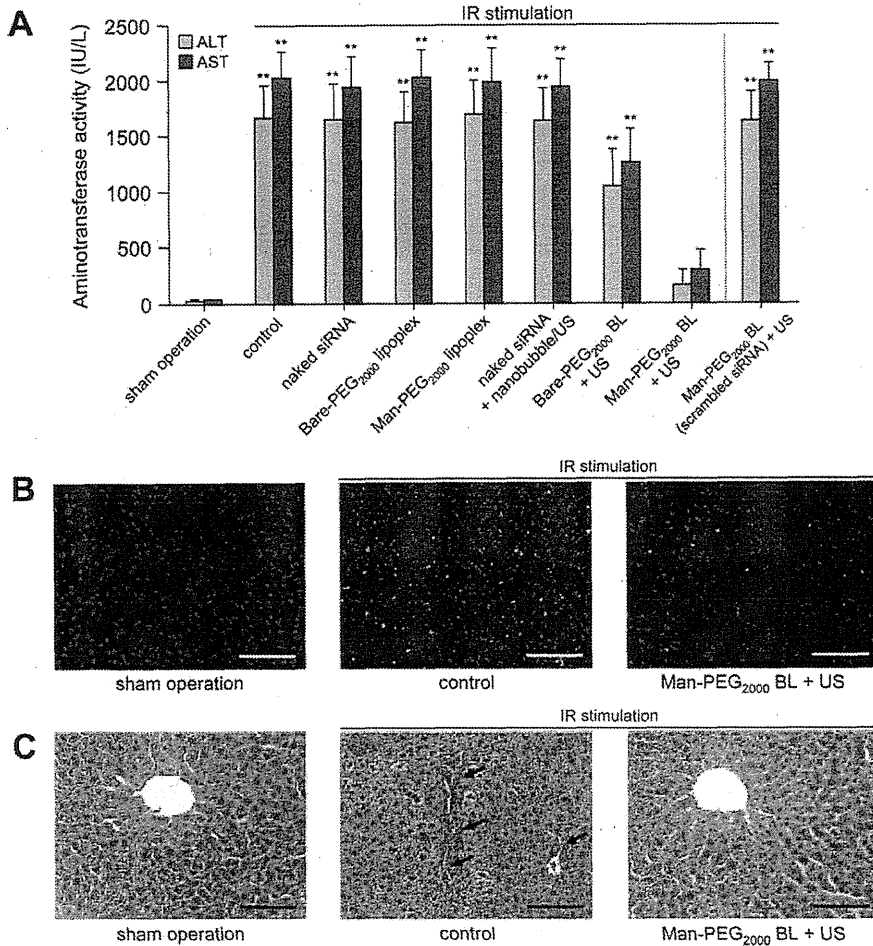 A
IR stimulation
Aminotransferase activity (IU/L)
2500
2000
1500
1000
500
0
ALT
AST
** ** ** ** ** ** ** ** ** ** ** ** ** **
sham operation
control
naked siRNA
Bare-PEG2000 lipoplex
Man-PEG2000 lipoplex
naked siRNA
+ nanobubble/US
Bare-PEG2000 BL
+ US
Man-PEG2000 BL
+ US
Man-PEG2000 BL
(scrambled siRNA) + US
B
IR stimulation
sham operation
control
Man-PEG2000 BL + US
C
IR stimulation
sham operation
control
Man-PEG2000 BL + US